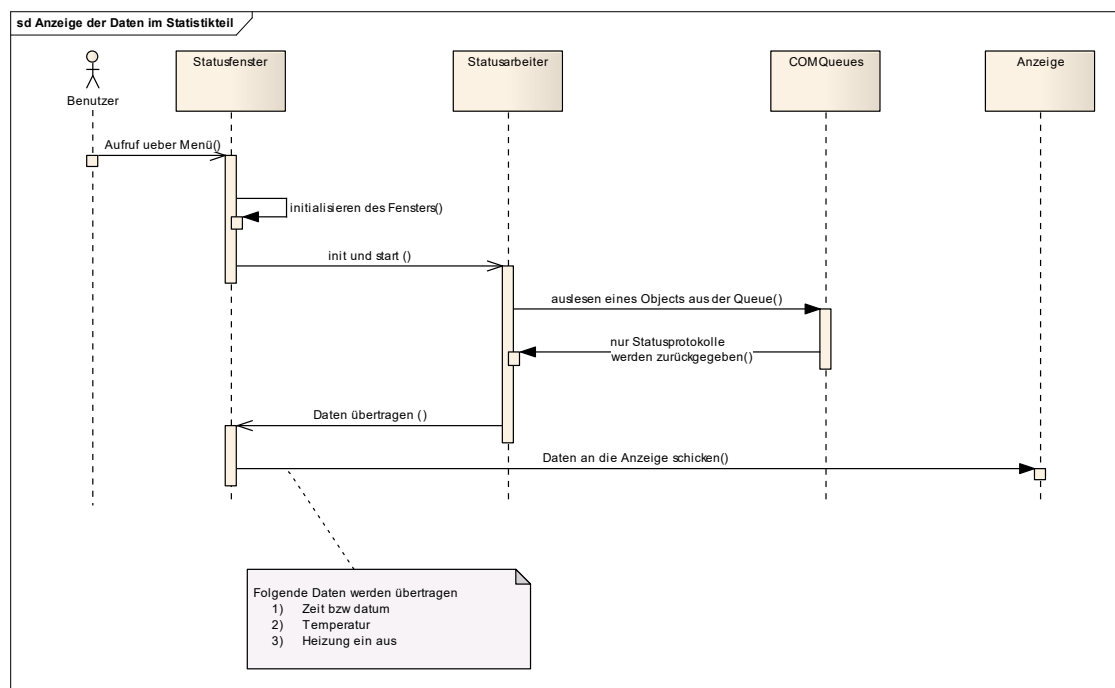 sd Anzeige der Daten im Statistikteil
Benutzer
Statusfenster
Statusarbeiter
COMQueues
Anzeige
Aufruf ueber Menü()
initialisieren des Fensters()
init und start ()
auslesen eines Objects aus der Queue()
nur Statusprotokolle
werden zurückgegeben()
Daten übertragen ()
Daten an die Anzeige schicken()
Folgende Daten werden übertragen
1) Zeit bzw datum
2) Temperatur
3) Heizung ein aus